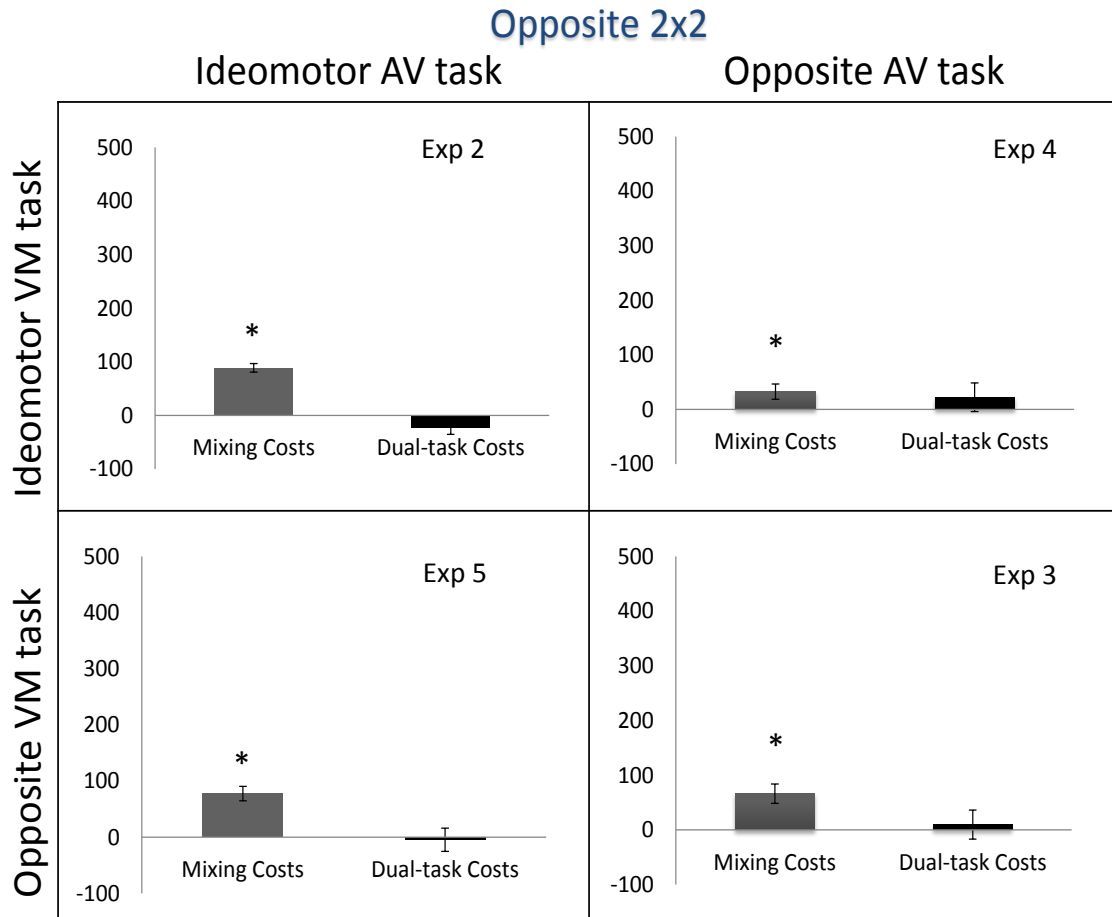 Opposite 2x2
Ideomotor AV task
Opposite AV task
Ideomotor VM task
Exp 2
500
400
300
200
100
0
-100
*
Mixing Costs
Dual-task Costs
Exp 4
500
400
300
200
100
0
-100
*
Mixing Costs
Dual-task Costs
Opposite VM task
Exp 5
500
400
300
200
100
0
-100
*
Mixing Costs
Dual-task Costs
Exp 3
500
400
300
200
100
0
-100
*
Mixing Costs
Dual-task Costs